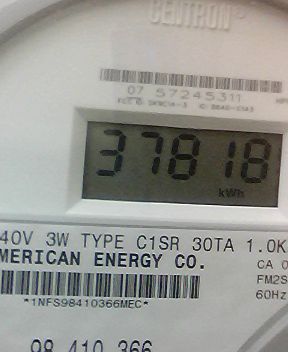 CENTRON®
07 57245311
37818
kWh
40V 3W TYPE C1SR 30TA 1.0K
MERICAN ENERGY CO.
CA 0
*1NFS98410366MEC*
FM2S
60Hz
98 410 366